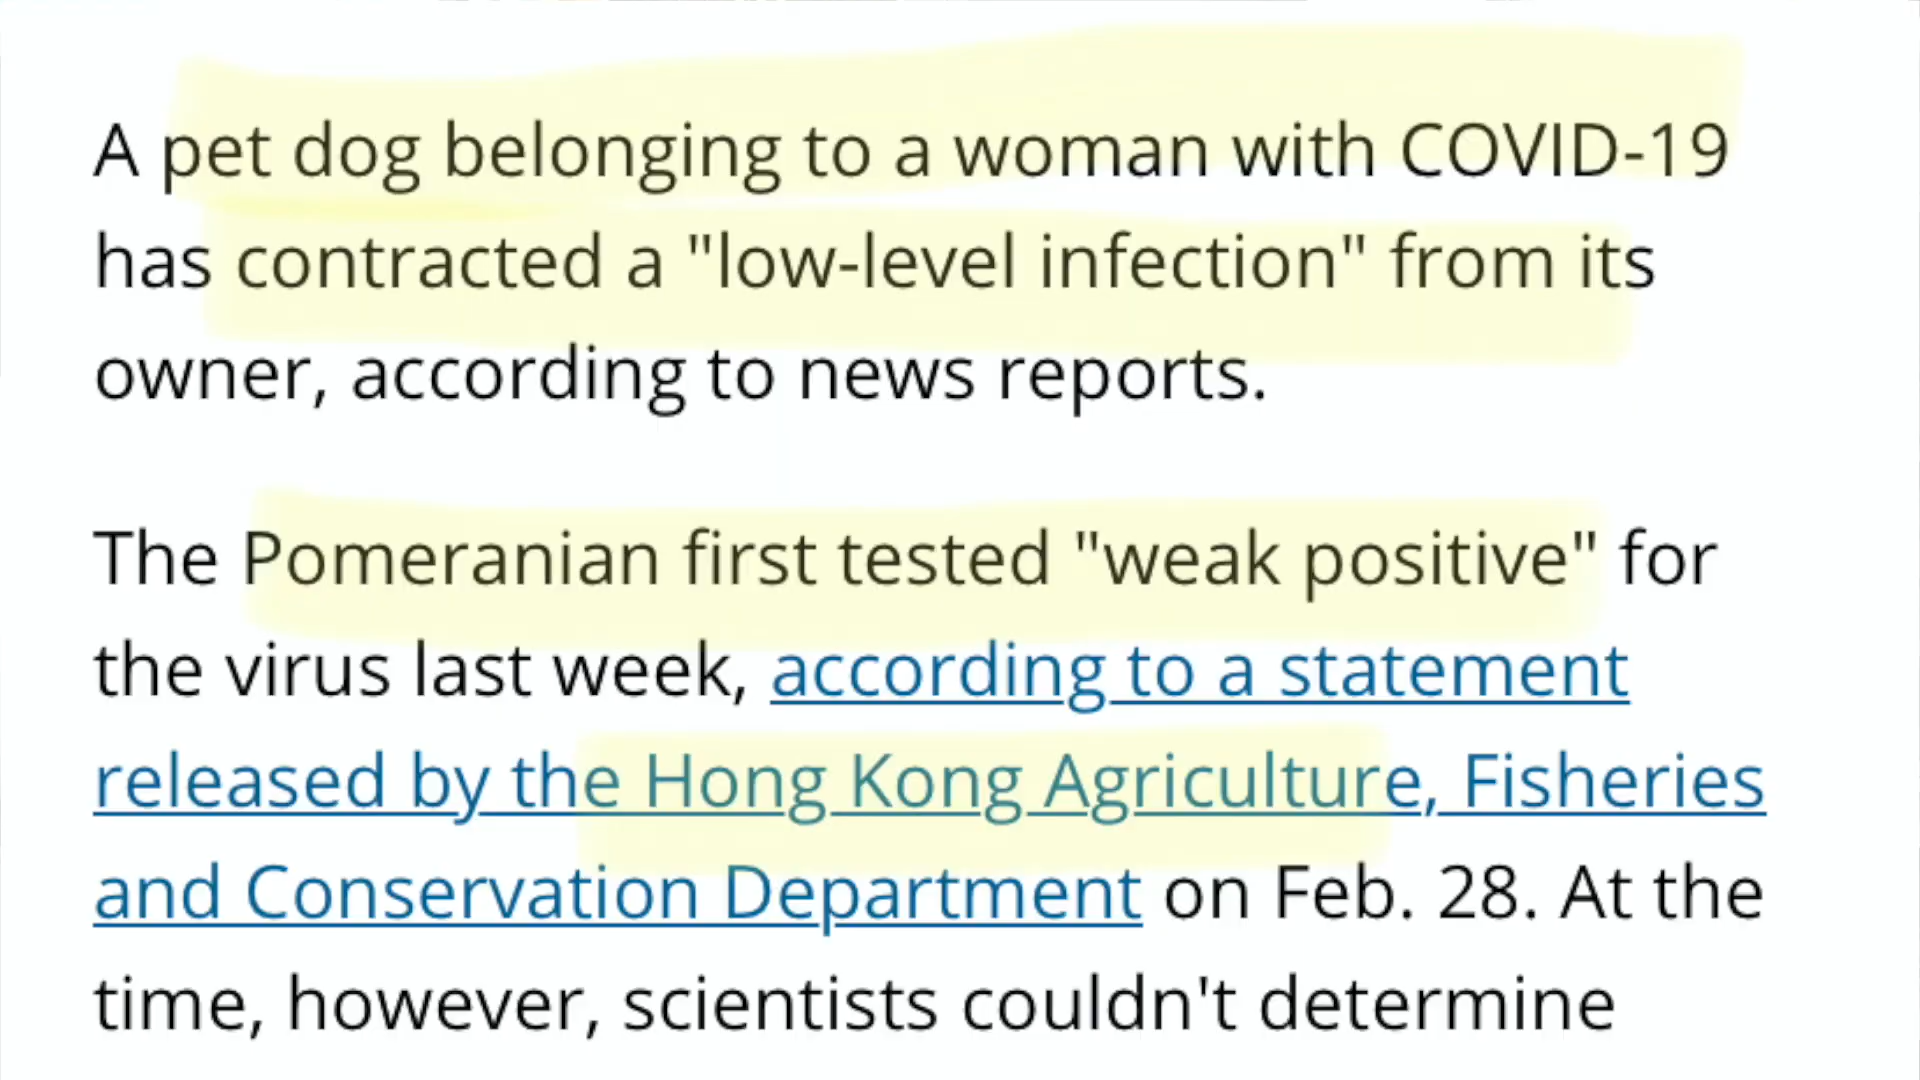 A pet dog belonging to a woman with COVID-19
has contracted a "low-level infection" from its
owner, according to news reports.
The Pomeranian first tested "weak positive" for
the virus last week, according to a statement
released by the Hong Kong Agriculture, Fisheries
and Conservation Department on Feb. 28. At the
time, however, scientists couldn't determine